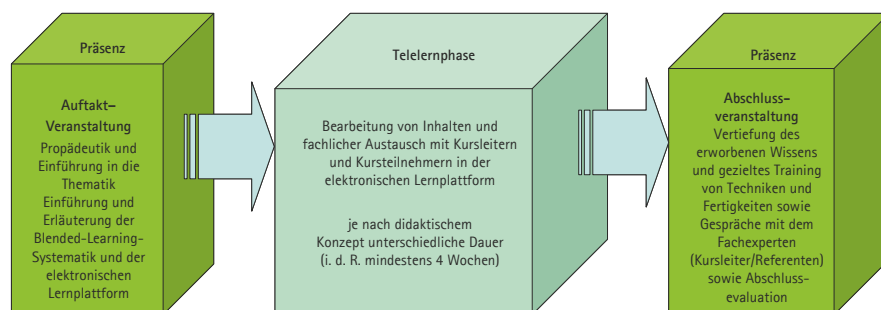 Präsenz
Auftakt–
Veranstaltung
Propädeutik und
Einführung in die
Thematik
Einführung und
Erläuterung der
Blended-Learning-
Systematik und der
elektronischen
Lernplattform
Telelernphase
Bearbeitung von Inhalten und
fachlicher Austausch mit Kursleitern
und Kursteilnehmern in der
elektronischen Lernplattform
je nach didaktischem
Konzept unterschiedliche Dauer
(i. d. R. mindestens 4 Wochen)
Präsenz
Abschluss-
veranstaltung
Vertiefung des
erworbenen Wissens
und gezieltes Training
von Techniken und
Fertigkeiten sowie
Gespräche mit dem
Fachexperten
(Kursleiter/Referenten)
sowie Abschluss-
evaluation